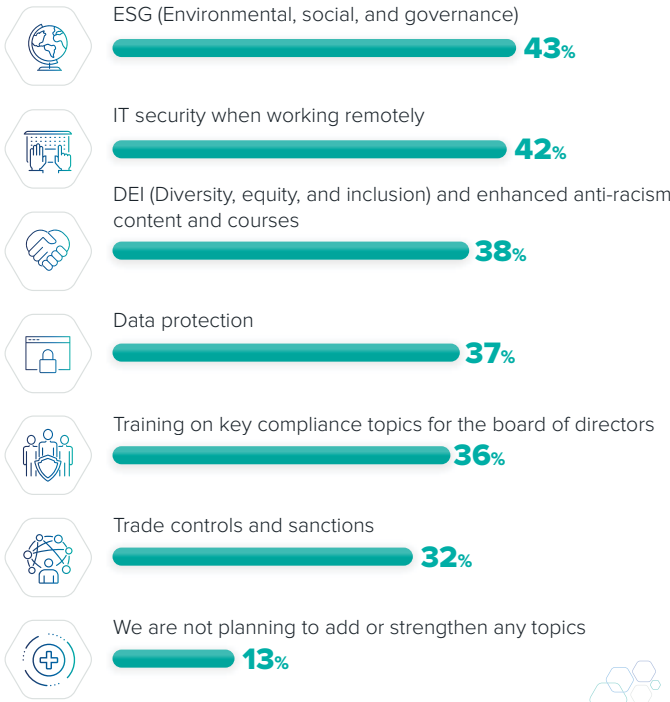 ESG (Environmental, social, and governance)
43%
IT security when working remotely
42%
DEI (Diversity, equity, and inclusion) and enhanced anti-racism
content and courses
38%
Data protection
37%
Training on key compliance topics for the board of directors
36%
Trade controls and sanctions
32%
We are not planning to add or strengthen any topics
13%